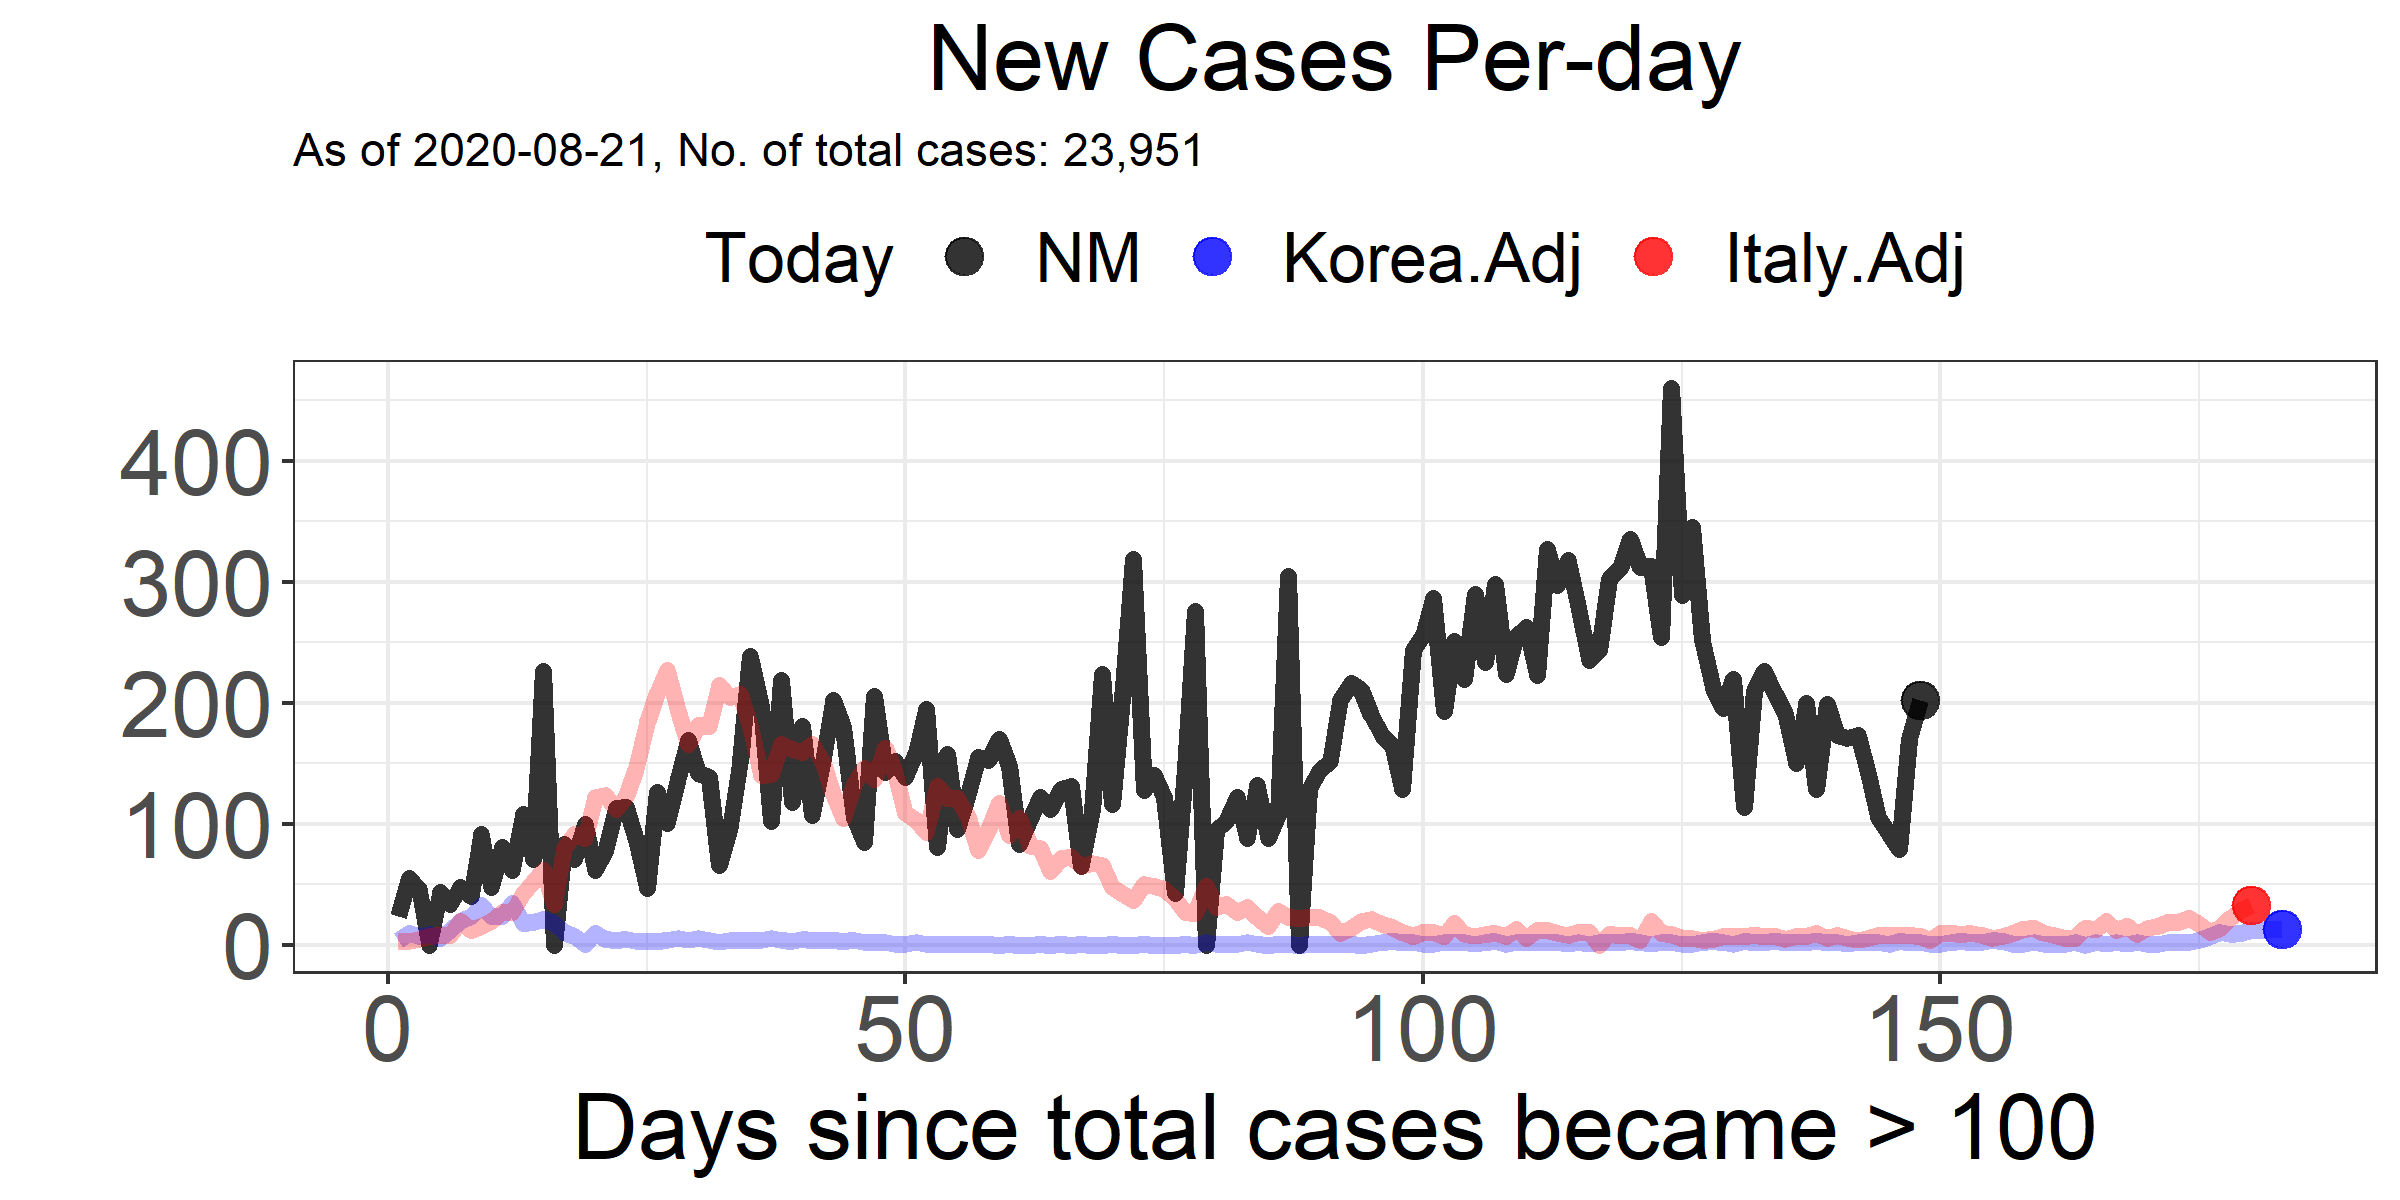 New Cases Per-day
As of 2020-08-21, No. of total cases: 23,951
Today NM Korea.Adj Italy.Adj
400
300
200
100
0
0 50 100 150
Days since total cases became > 100